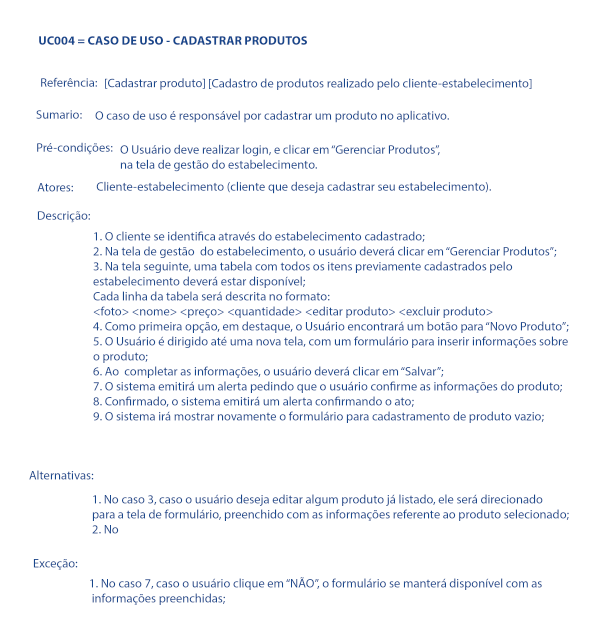 UC004 = CASO DE USO - CADASTRAR PRODUTOS
Referência: [Cadastrar produto] [Cadastro de produtos realizado pelo cliente-estabelecimento]
Sumario: O caso de uso é responsável por cadastrar um produto no aplicativo.
Pré-condições: O Usuário deve realizar login, e clicar em “Gerenciar Produtos”,
na tela de gestão do estabelecimento.
Atores: Cliente-estabelecimento (cliente que deseja cadastrar seu estabelecimento).
Descrição:
1. O cliente se identifica através do estabelecimento cadastrado;
2. Na tela de gestão do estabelecimento, o usuário deverá clicar em “Gerenciar Produtos”;
3. Na tela seguinte, uma tabela com todos os itens previamente cadastrados pelo
estabelecimento deverá estar disponível;
Cada linha da tabela será descrita no formato:
<foto> <nome> <preço> <quantidade> <editar produto> <excluir produto>
4. Como primeira opção, em destaque, o Usuário encontrará um botão para “Novo Produto”;
5. O Usuário é dirigido até uma nova tela, com um formulário para inserir informações sobre
o produto;
6. Ao completar as informações, o usuário deverá clicar em “Salvar”;
7. O sistema emitirá um alerta pedindo que o usuário confirme as informações do produto;
8. Confirmado, o sistema emitirá um alerta confirmando o ato;
9. O sistema irá mostrar novamente o formulário para cadastramento de produto vazio;
Alternativas:
1. No caso 3, caso o usuário deseja editar algum produto já listado, ele será direcionado
para a tela de formulário, preenchido com as informações referente ao produto selecionado;
2. No
Exceção:
1. No caso 7, caso o usuário clique em “NÃO”, o formulário se manterá disponível com as
informações preenchidas;